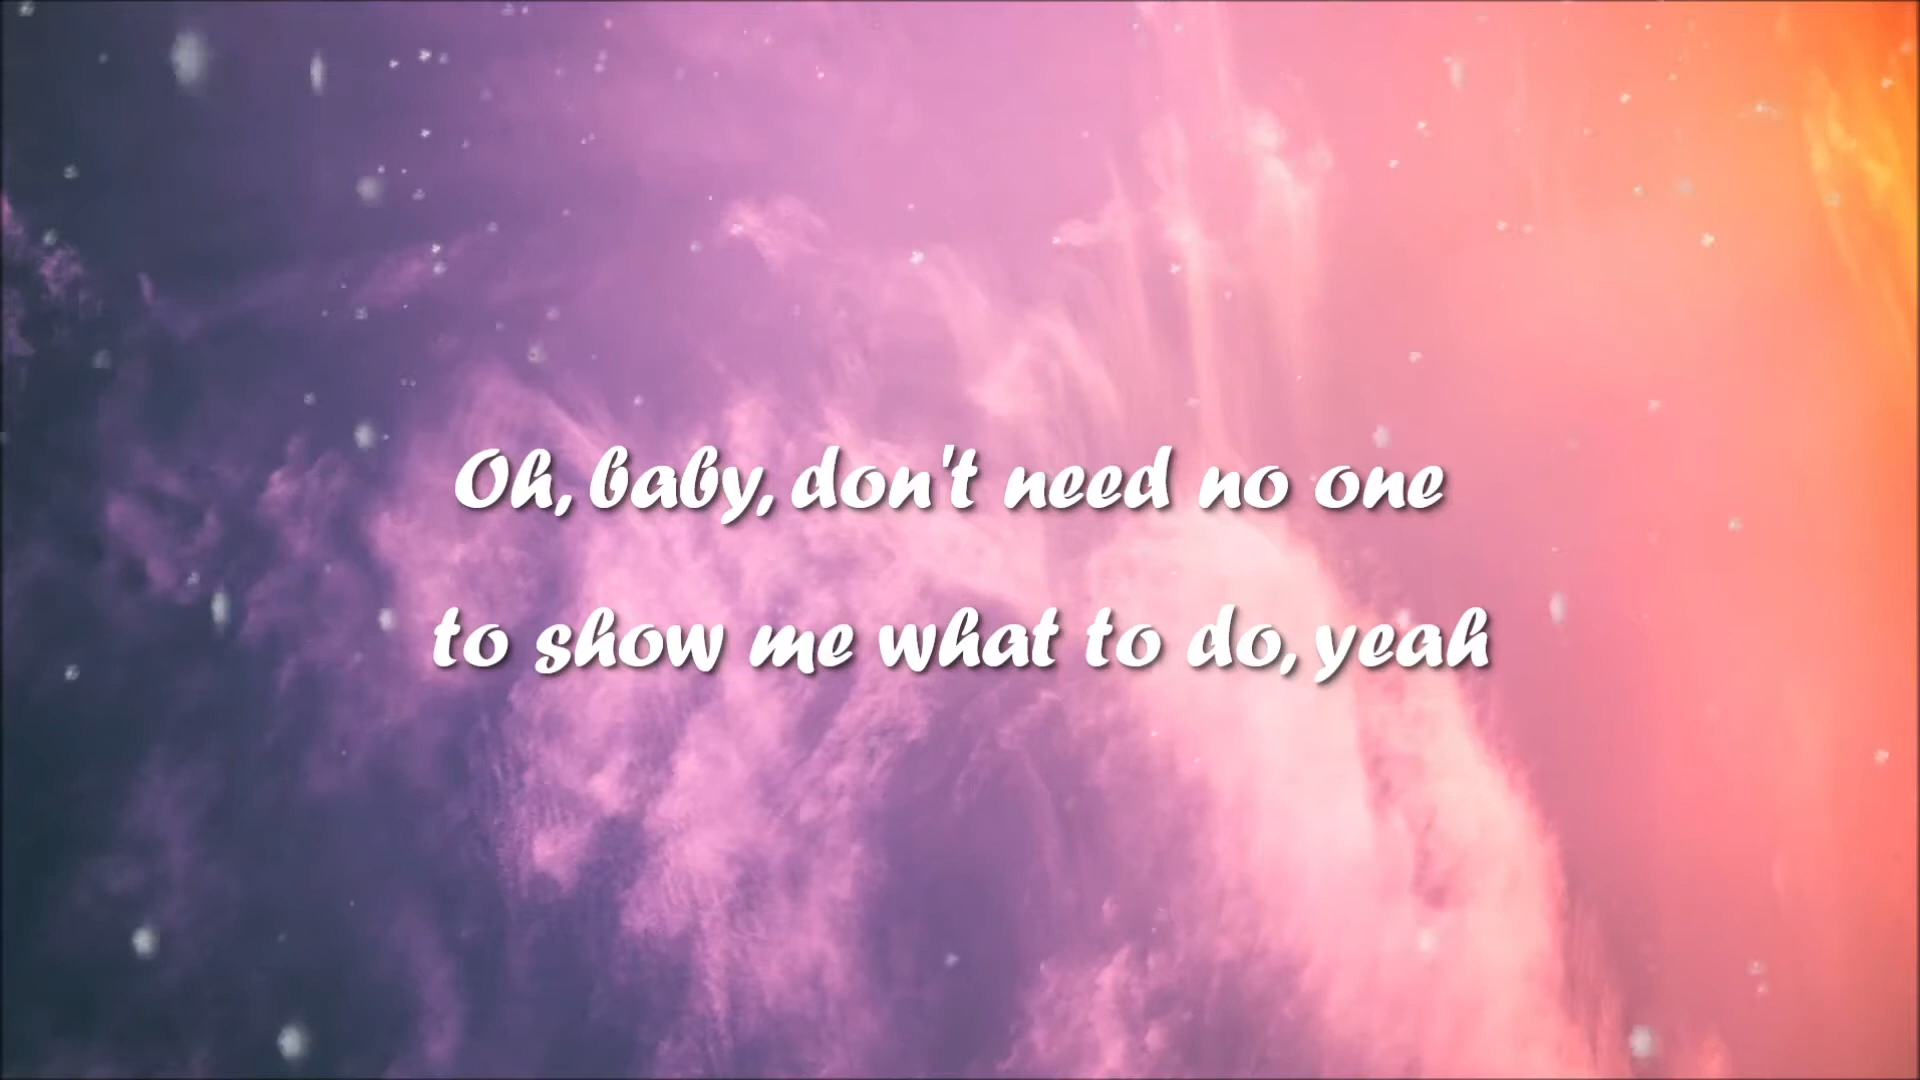 Oh, baby, don't need no one
to show me what to do, yeah